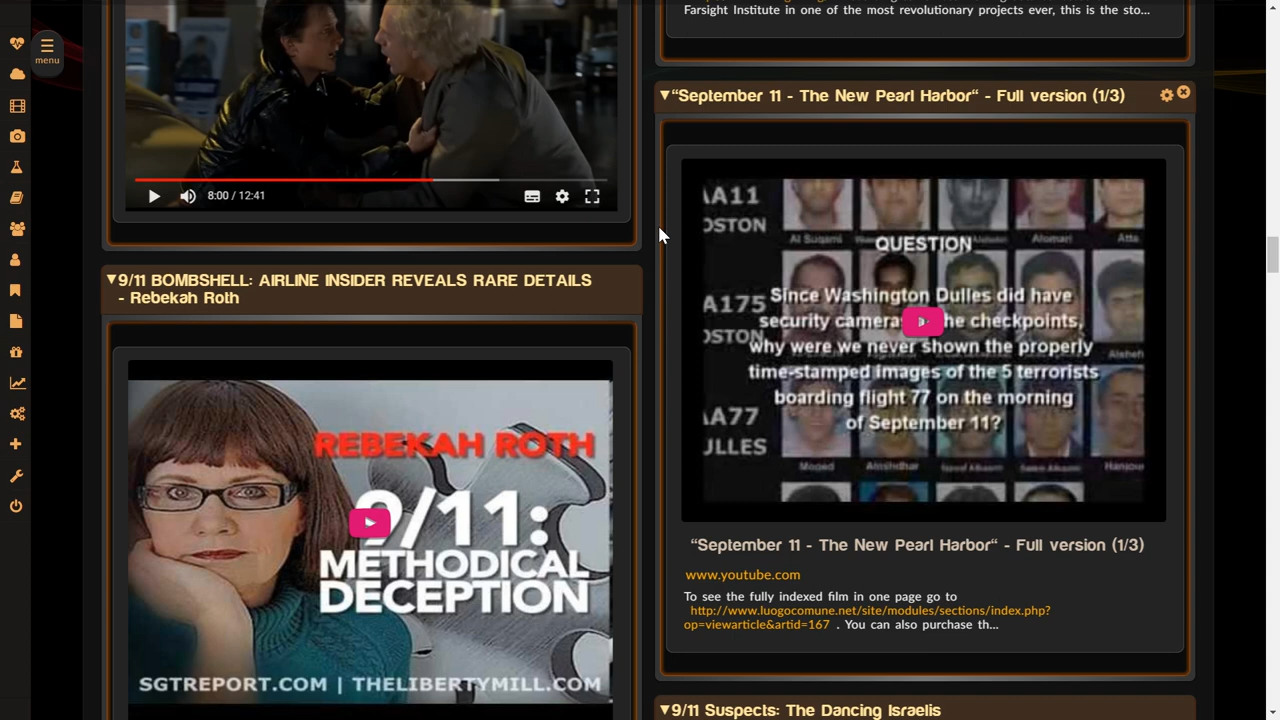 menu
8:00 / 12:41
▼9/11 BOMBSHELL: AIRLINE INSIDER REVEALS RARE DETAILS
- Rebekah Roth
REBEKAH ROTH
9/11:
METHODICAL
DECEPTION
SGTREPORT.COM | THELIBERTYMILL.COM
Farsight Institute in one of the most revolutionary projects ever, this is the sto...
▼“September 11 - The New Pearl Harbor“ - Full version (1/3)
AA11
OSTON
Al Suqami
Alomari
Atta
QUESTION
Since Washington Dulles did have
AA175
security cameras the checkpoints,
OSTON
why were we never shown the properly
time-stamped images of the 5 terrorists
boarding flight 77 on the morning
AA77
of September 11?
ULLES
Moqed
Almihdhar
“September 11 - The New Pearl Harbor“ - Full version (1/3)
www.youtube.com
To see the fully indexed film in one page go to
http://www.luogocomune.net/site/modules/sections/index.php?
op=viewarticle&artid=167 . You can also purchase th...
▼9/11 Suspects: The Dancing Israelis